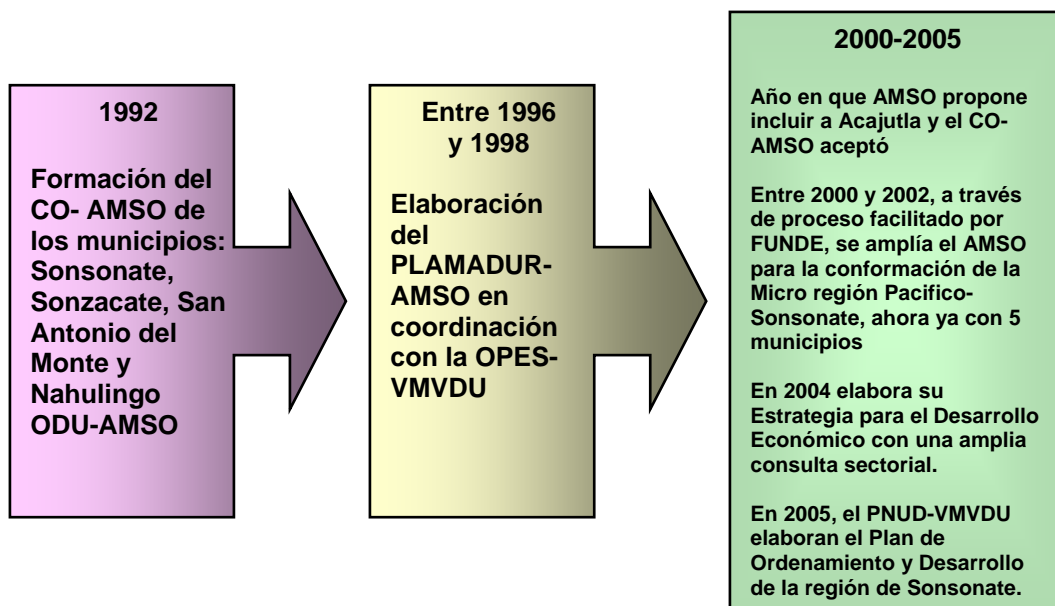 1992
Formación del
CO- AMSO de
los municipios:
Sonsonate,
Sonzacate, San
Antonio del
Monte y
Nahulingo
ODU-AMSO
Entre 1996
y 1998
Elaboración
del
PLAMADUR-
AMSO en
coordinación
con la OPES-
VMVDU
2000-2005
Año en que AMSO propone
incluir a Acajutla y el CO-
AMSO aceptó
Entre 2000 y 2002, a través
de proceso facilitado por
FUNDE, se amplía el AMSO
para la conformación de la
Micro región Pacifico-
Sonsonate, ahora ya con 5
municipios
En 2004 elabora su
Estrategia para el Desarrollo
Económico con una amplia
consulta sectorial.
En 2005, el PNUD-VMVDU
elaboran el Plan de
Ordenamiento y Desarrollo
de la región de Sonsonate.